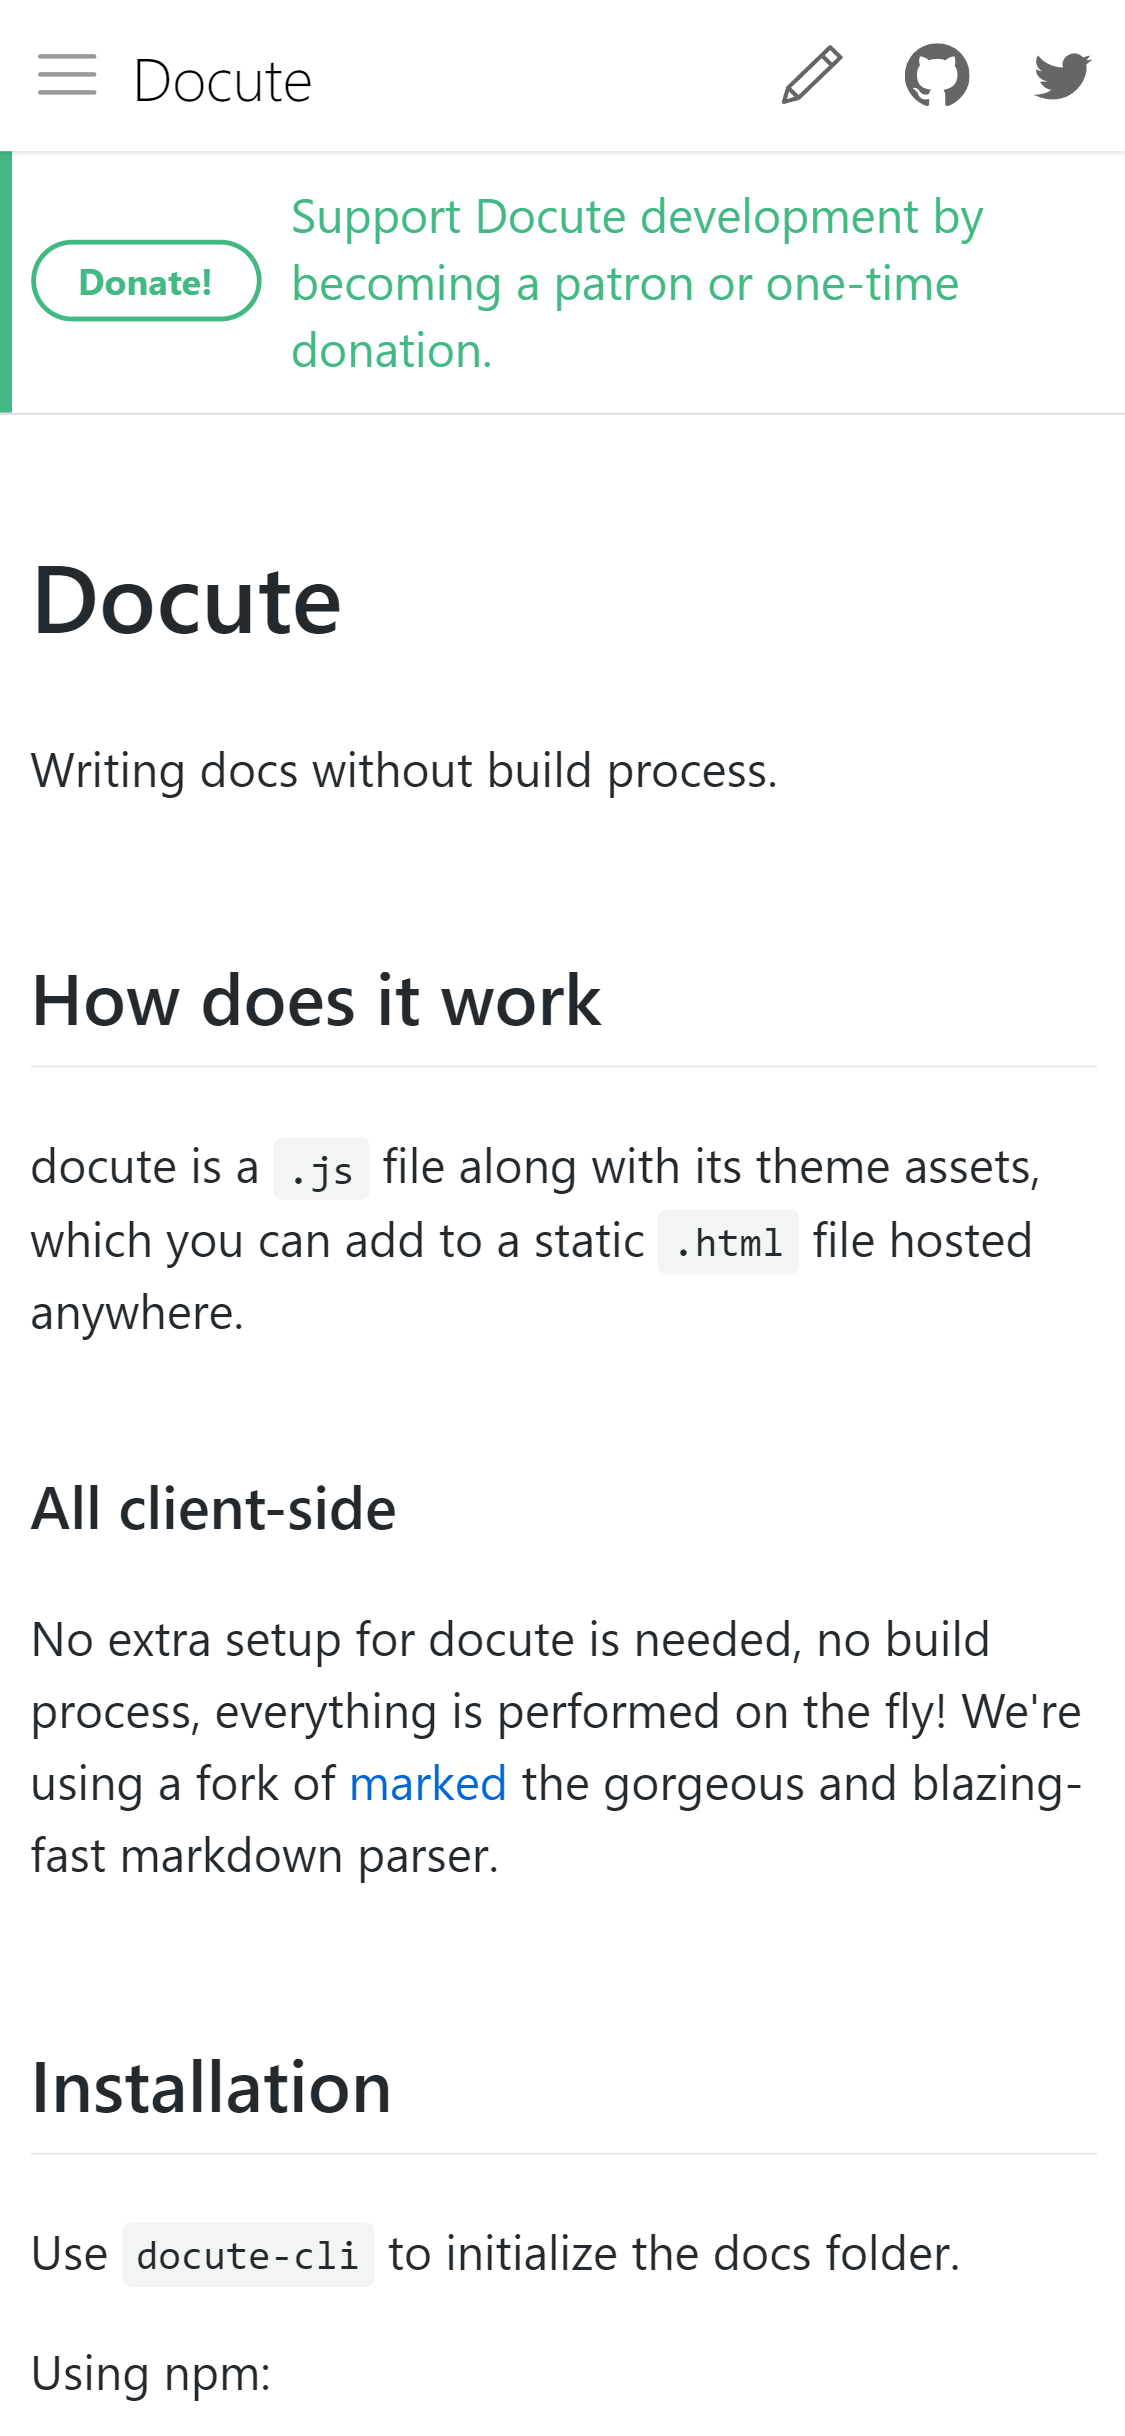 Docute
Donate!
Support Docute development by
becoming a patron or one-time
donation.
Docute
Writing docs without build process.
How does it work
docute is a .js file along with its theme assets,
which you can add to a static .html file hosted
anywhere.
All client-side
No extra setup for docute is needed, no build
process, everything is performed on the fly! We're
using a fork of marked the gorgeous and blazing-
fast markdown parser.
Installation
Use docute-cli to initialize the docs folder.
Using npm: